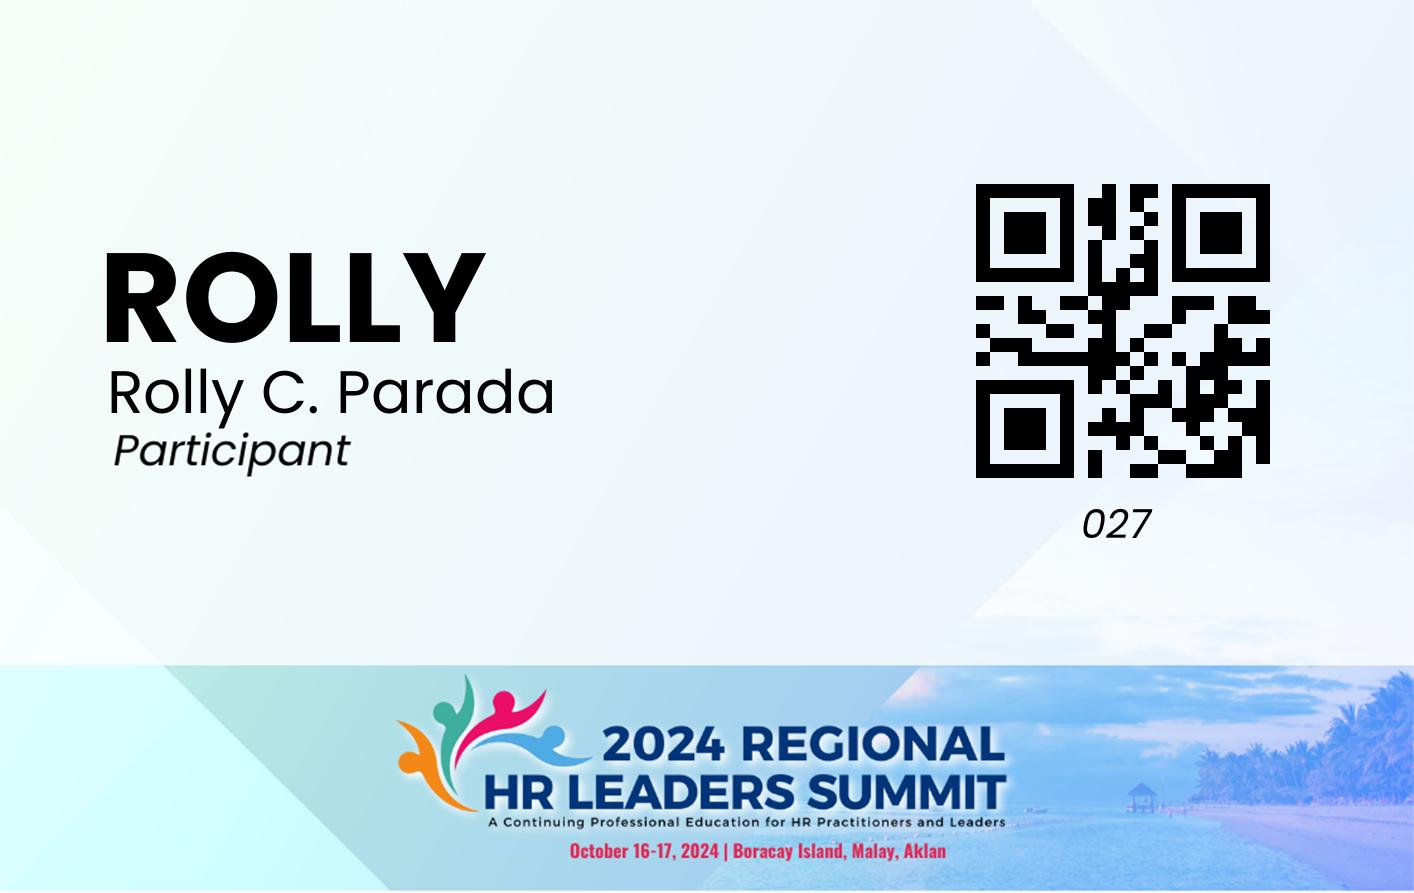 ROLLY
Rolly C. Parada
Participant
027
2024 REGIONAL
HR LEADERS SUMMIT
A Continuing Professional Education for HR Practitioners and Leaders
October 16-17, 2024 | Boracay Island, Malay, Aklan